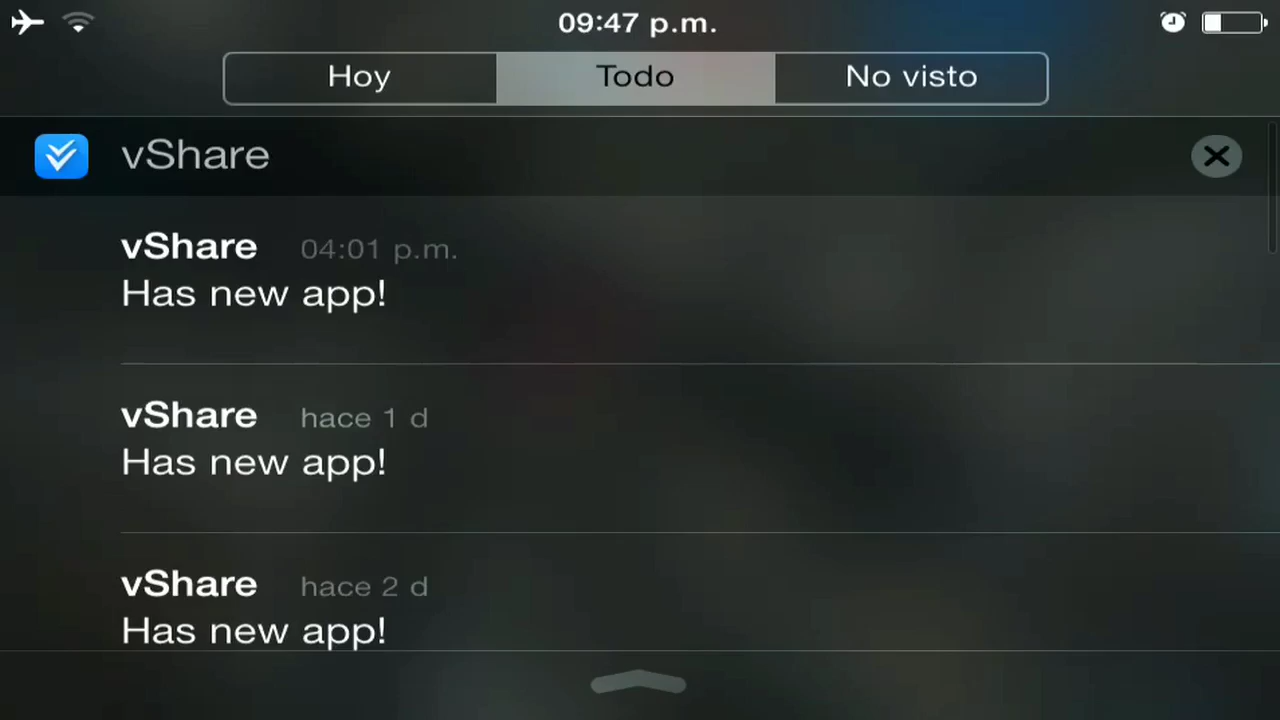 09:47 p.m.
Hoy Todo No visto
vShare
vShare 04:01 p.m.
Has new app!
vShare hace 1 d
Has new app!
vShare hace 2 d
Has new app!